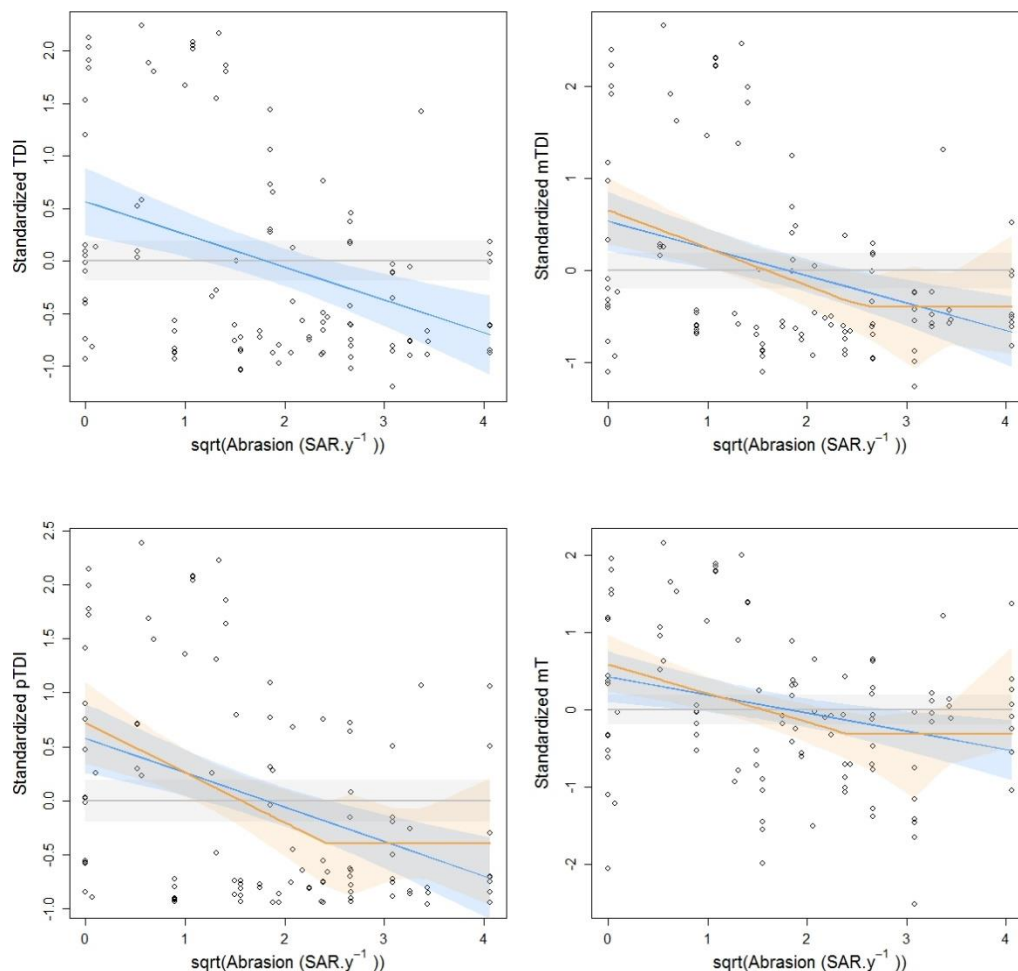 Standardized TDI
2.0
1.5
1.0
0.5
0.0
-0.5
-1.0
0 1 2 3 4
sqrt(Abrasion (SAR.y⁻¹ ))
Standardized mTDI
2
1
0
-1
0 1 2 3 4
sqrt(Abrasion (SAR.y⁻¹ ))
Standardized pTDI
2.5
2.0
1.5
1.0
0.5
0.0
-0.5
-1.0
0 1 2 3 4
sqrt(Abrasion (SAR.y⁻¹ ))
Standardized mT
2
1
0
-1
-2
0 1 2 3 4
sqrt(Abrasion (SAR.y⁻¹ ))